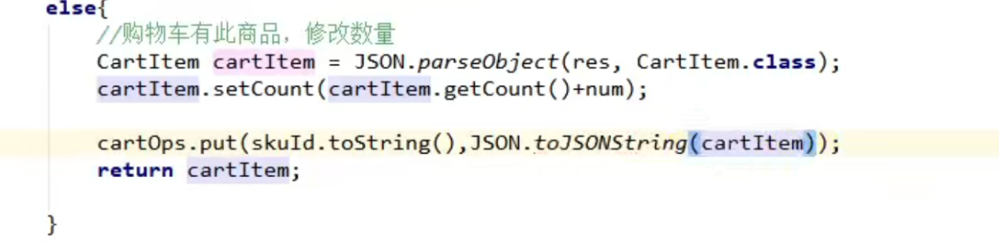 else{
//购物车有此商品，修改数量
CartItem cartItem = JSON.parseObject(res, CartItem.class);
cartItem.setCount(cartItem.getCount()+num);
cartOps.put(skuId.toString(),JSON.toJSONString(cartItem));
return cartItem;
}